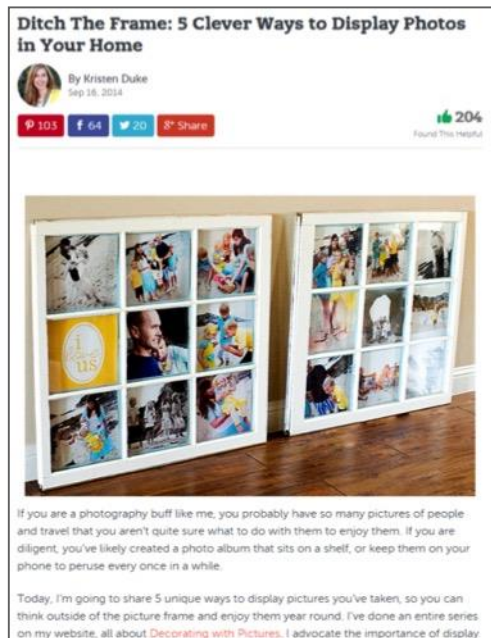 Ditch The Frame: 5 Clever Ways to Display Photos
in Your Home
By Kristen Duke
Sep 16, 2014
103
f 64
20
8+ Share
204
Found This Helpful
i
us
If you are a photography buff like me, you probably have so many pictures of people
and travel that you aren't quite sure what to do with them to enjoy them. If you are
diligent, you've likely created a photo album that sits on a shelf, or keep them on your
phone to peruse every once in a while.
Today, I'm going to share 5 unique ways to display pictures you've taken, so you can
think outside of the picture frame and enjoy them year round. I've done an entire series
on my website, all about Decorating with Pictures. I advocate the importance of display